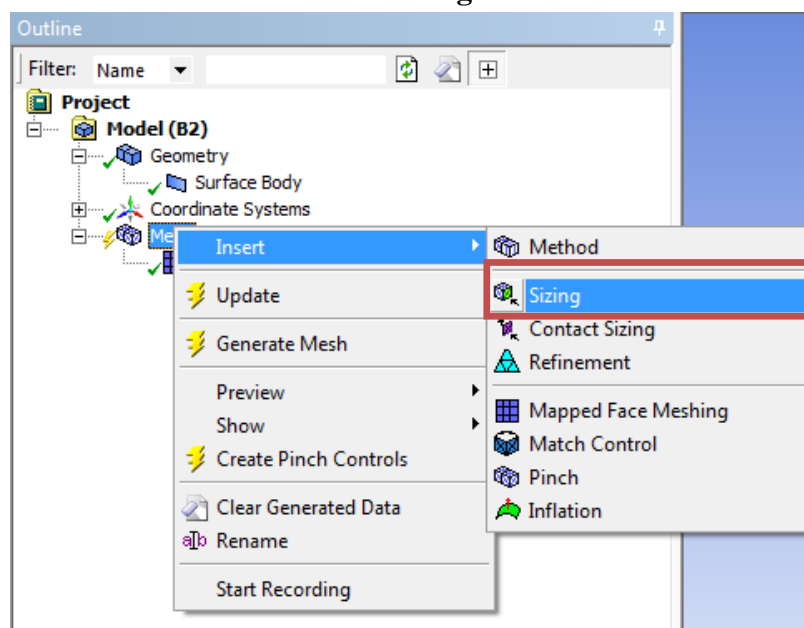 Outline
Filter: Name
Project
Model (B2)
Geometry
Surface Body
Coordinate Systems
Me
Insert
Update
Generate Mesh
Preview
Show
Create Pinch Controls
Clear Generated Data
Rename
Start Recording
Method
Sizing
Contact Sizing
Refinement
Mapped Face Meshing
Match Control
Pinch
Inflation